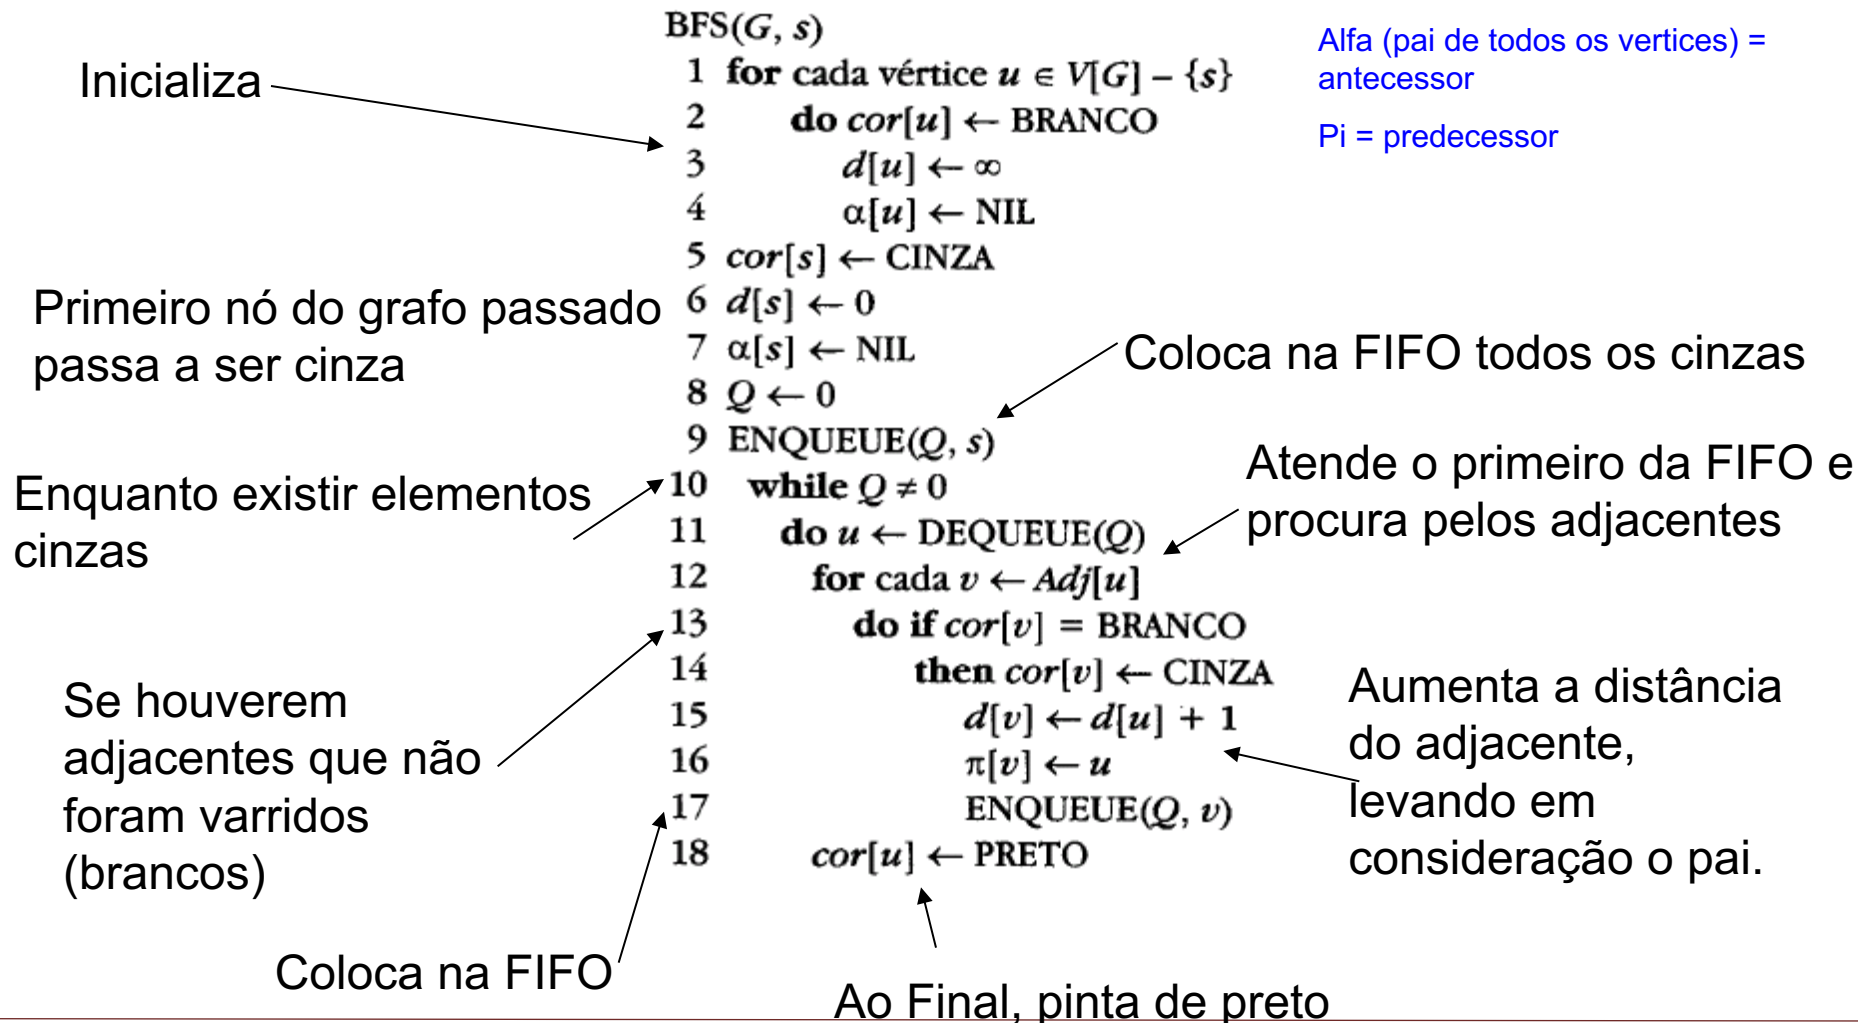 BFS(G, s)
Alfa (pai de todos os vertices) =
antecessor
Pi = predecessor
Inicializa
1 for cada vértice u ∈ V[G] – {s}
2 do cor[u] ← BRANCO
3 d[u] ← ∞
4 α[u] ← NIL
5 cor[s] ← CINZA
Primeiro nó do grafo passado
passa a ser cinza
6 d[s] ← 0
7 α[s] ← NIL
8 Q ← 0
Coloca na FIFO todos os cinzas
9 ENQUEUE(Q, s)
Enquanto existir elementos
cinzas
10 while Q ≠ 0
Atende o primeiro da FIFO e
procura pelos adjacentes
11 do u ← DEQUEUE(Q)
12 for cada v ← Adj[u]
13 do if cor[v] = BRANCO
14 then cor[v] ← CINZA
Se houverem
adjacentes que não
foram varridos
(brancos)
15 d[v] ← d[u] + 1
16 π[v] ← u
Aumenta a distância
do adjacente,
levando em
consideração o pai.
17 ENQUEUE(Q, v)
18 cor[u] ← PRETO
Coloca na FIFO
Ao Final, pinta de preto